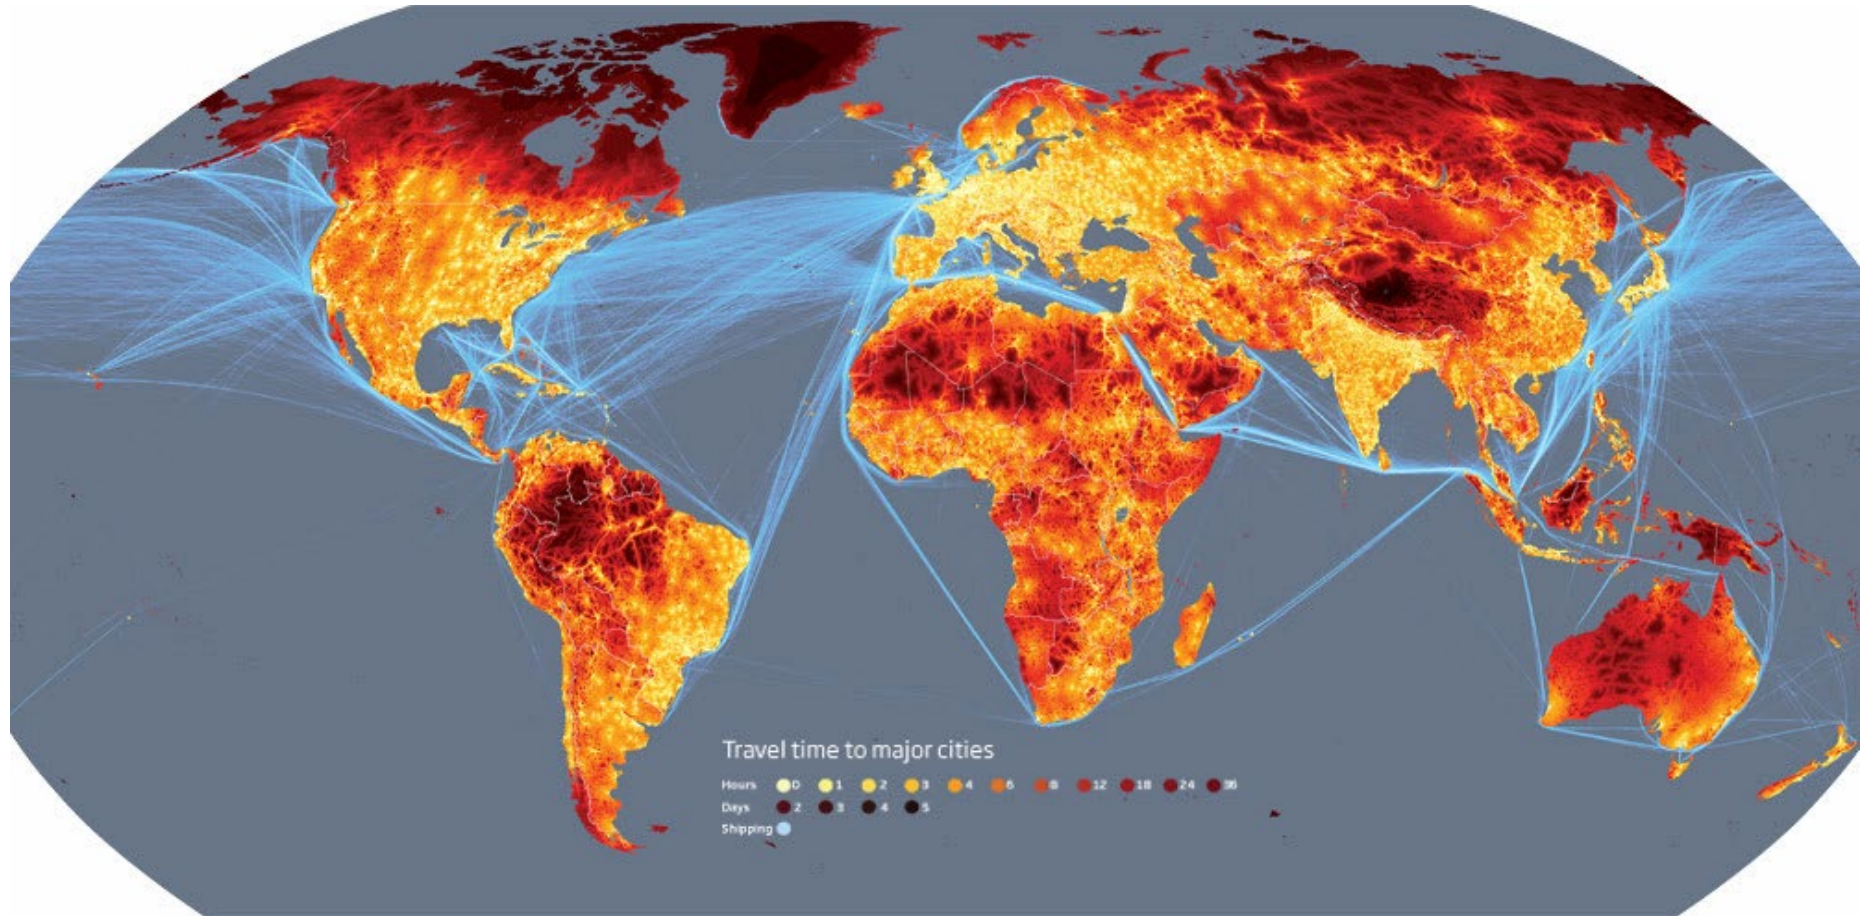 Travel time to major cities
Hours 0 1 2 3 4 6 8 12 18 24 36
Days 2 3 4 5
Shipping